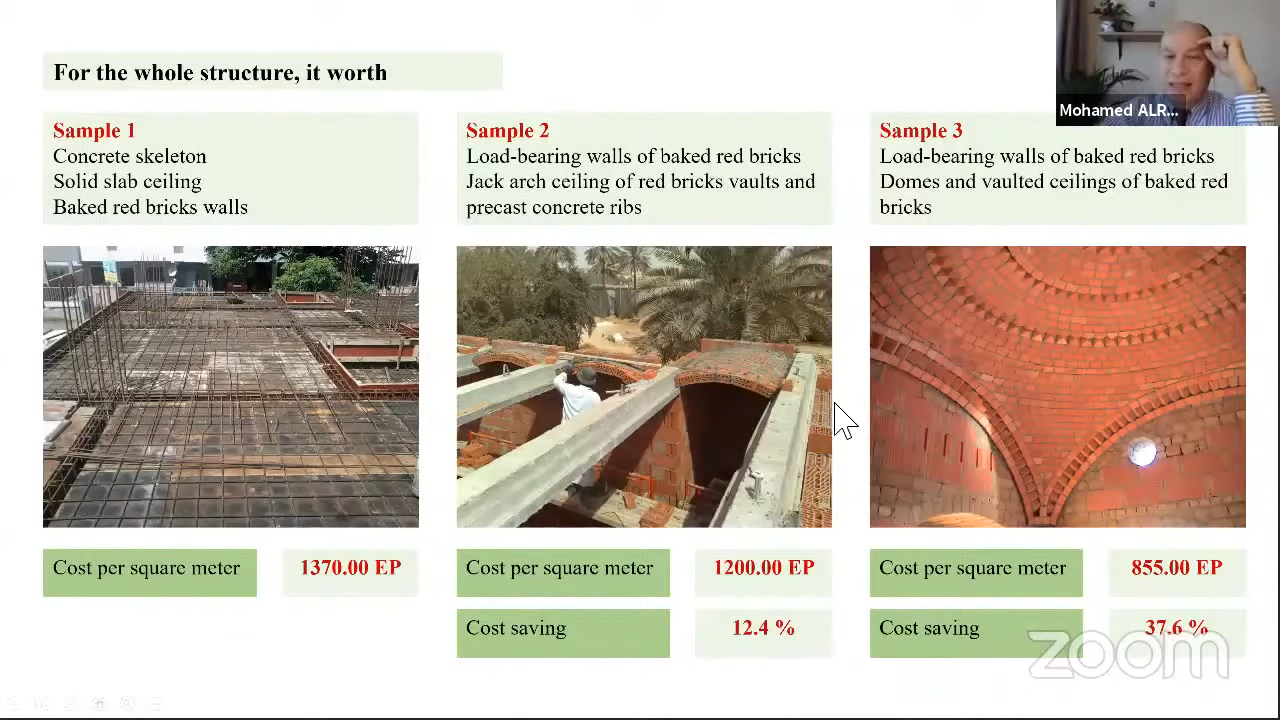 For the whole structure, it worth
Mohamed ALR...
Sample 1
Concrete skeleton
Solid slab ceiling
Baked red bricks walls
Sample 2
Load-bearing walls of baked red bricks
Jack arch ceiling of red bricks vaults and
precast concrete ribs
Sample 3
Load-bearing walls of baked red bricks
Domes and vaulted ceilings of baked red
bricks
Cost per square meter 1370.00 EP
Cost per square meter 1200.00 EP
Cost saving 12.4 %
Cost per square meter 855.00 EP
Cost saving 37.6 %
zoom